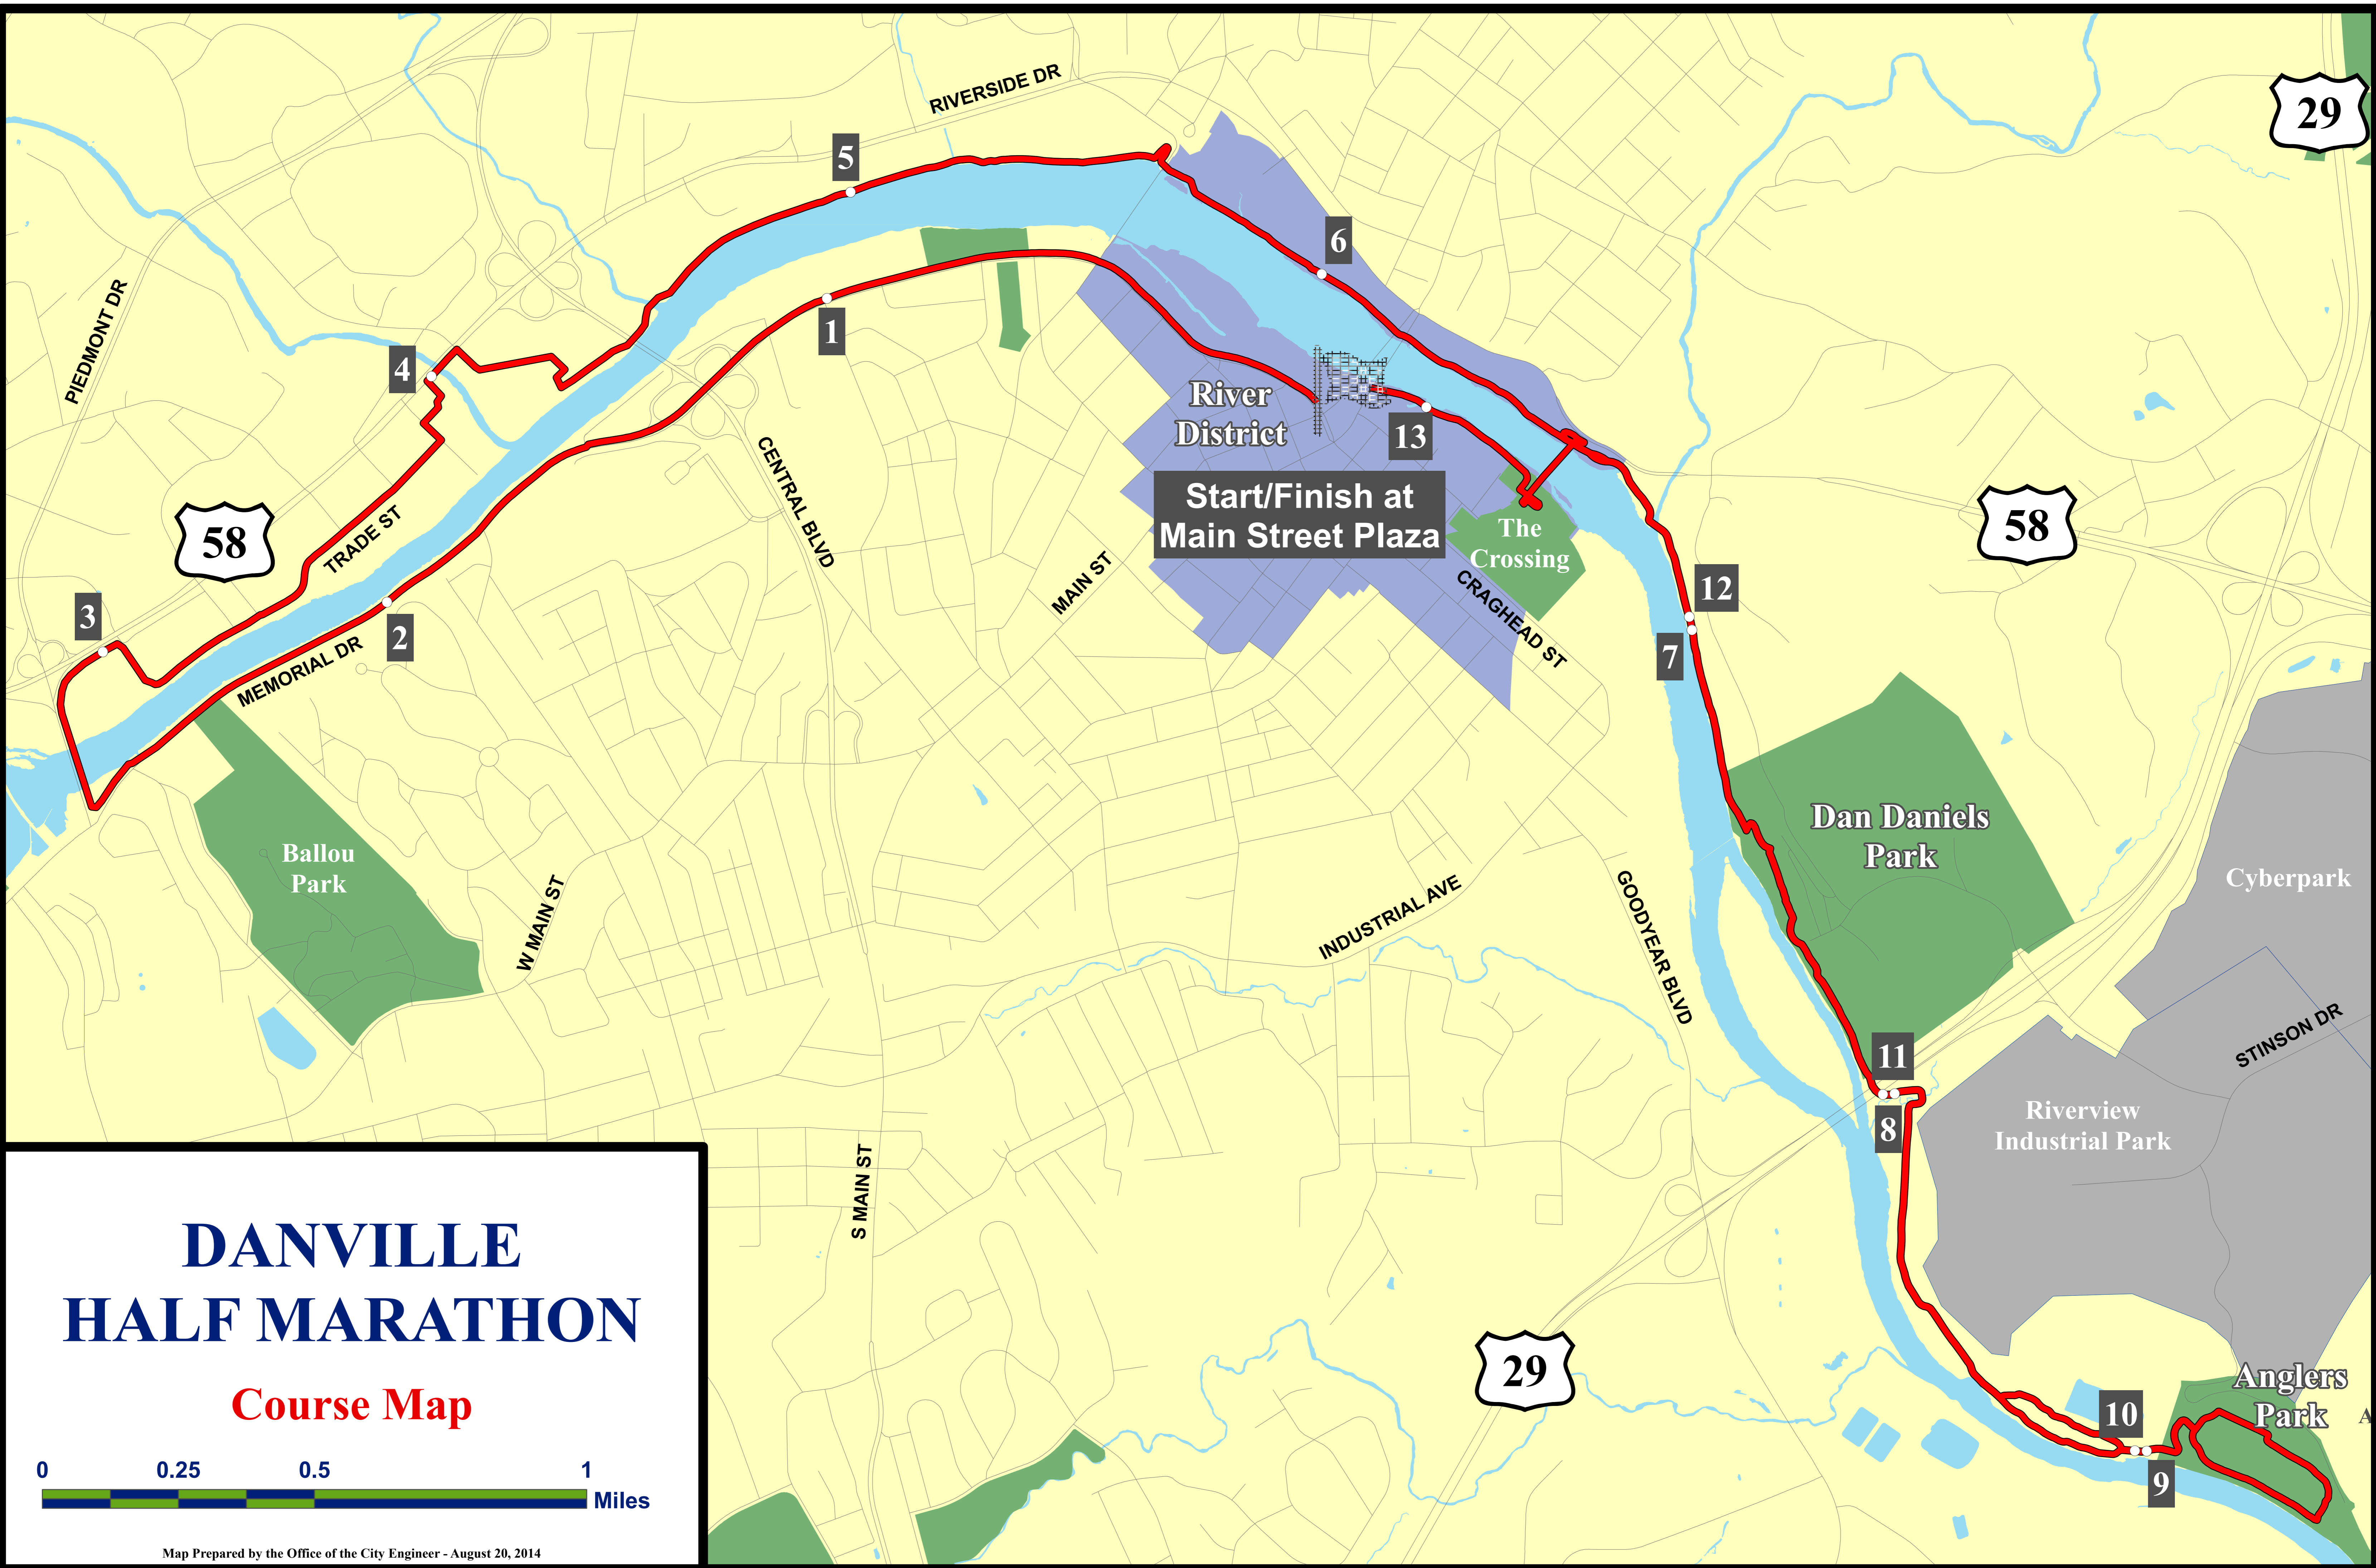 RIVERSIDE DR
29
5
6
PIEDMONT DR
1
4
River
District
13
CENTRAL BLVD
58
TRADE ST
Start/Finish at
Main Street Plaza
The
Crossing
58
MAIN ST
CRAGHEAD ST
12
3
2
7
MEMORIAL DR
Dan Daniels
Park
Ballou
Park
Cyberpark
W MAIN ST
INDUSTRIAL AVE
GOODYEAR BLVD
STINSON DR
11
8
Riverview
Industrial Park
S MAIN ST
DANVILLE
HALF MARATHON
Course Map
29
Anglers
Park
10
A
9
0 0.25 0.5 1
Miles
Map Prepared by the Office of the City Engineer - August 20, 2014